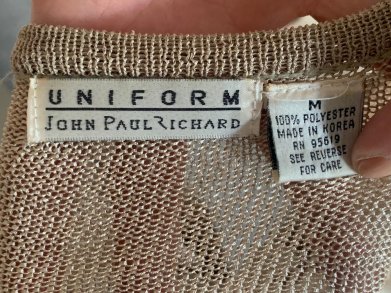 UNIFORM
JOHN PAUL RICHARD
M
100% POLYESTER
MADE IN KOREA
RN 95619
SEE REVERSE
FOR CARE